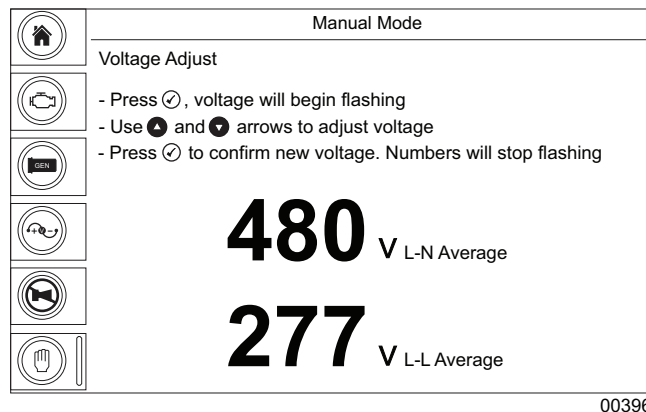 Manual Mode
Voltage Adjust
- Press ✓, voltage will begin flashing
- Use ▲ and ▼ arrows to adjust voltage
- Press ✓ to confirm new voltage. Numbers will stop flashing
GEN
480 V L-N Average
277 V L-L Average
00396